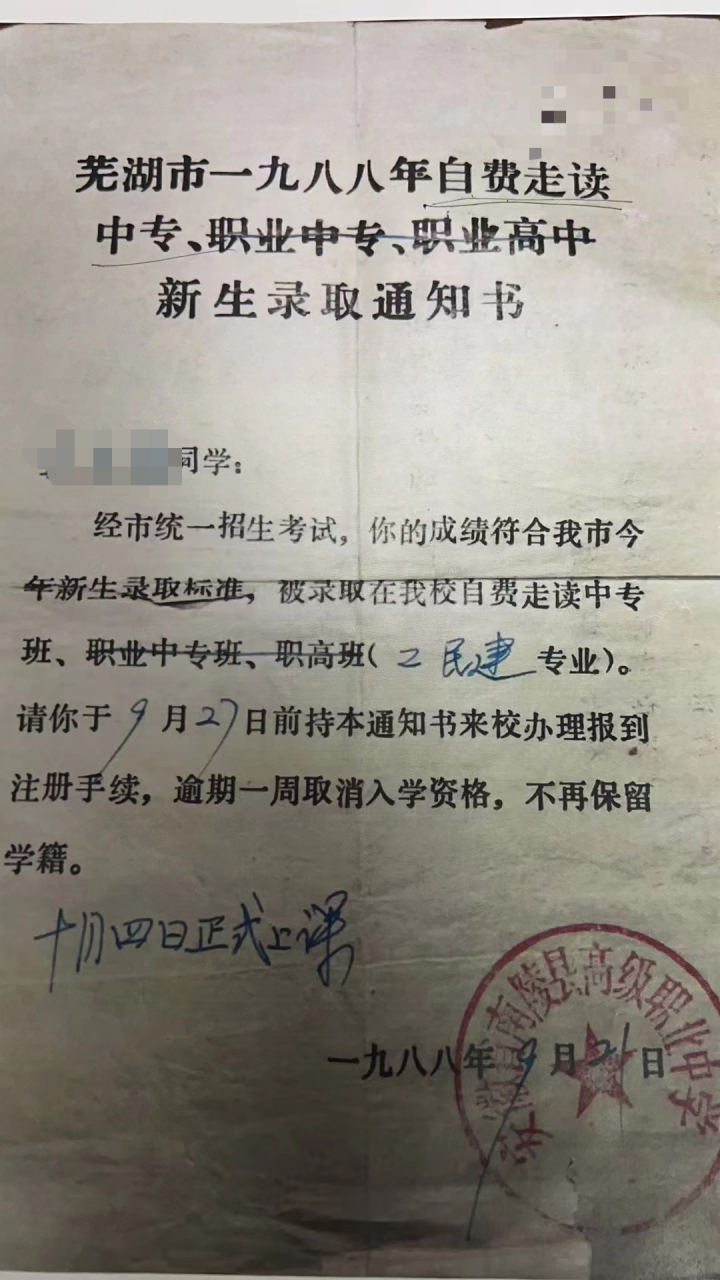 芜湖市一九八八年自费走读
中专、职业中专、职业高中
新生录取通知书
同学：
经市统一招生考试，你的成绩符合我市今
年新生录取标准，被录取在我校自费走读中专
班、职业中专班、职高班（工民建专业）。
请你于9月27日前持本通知书来校办理报到
注册手续，逾期一周取消入学资格，不再保留
学籍。
十月四日正式上课
一九八八年9月21日
安徽省南陵县高级职业中学